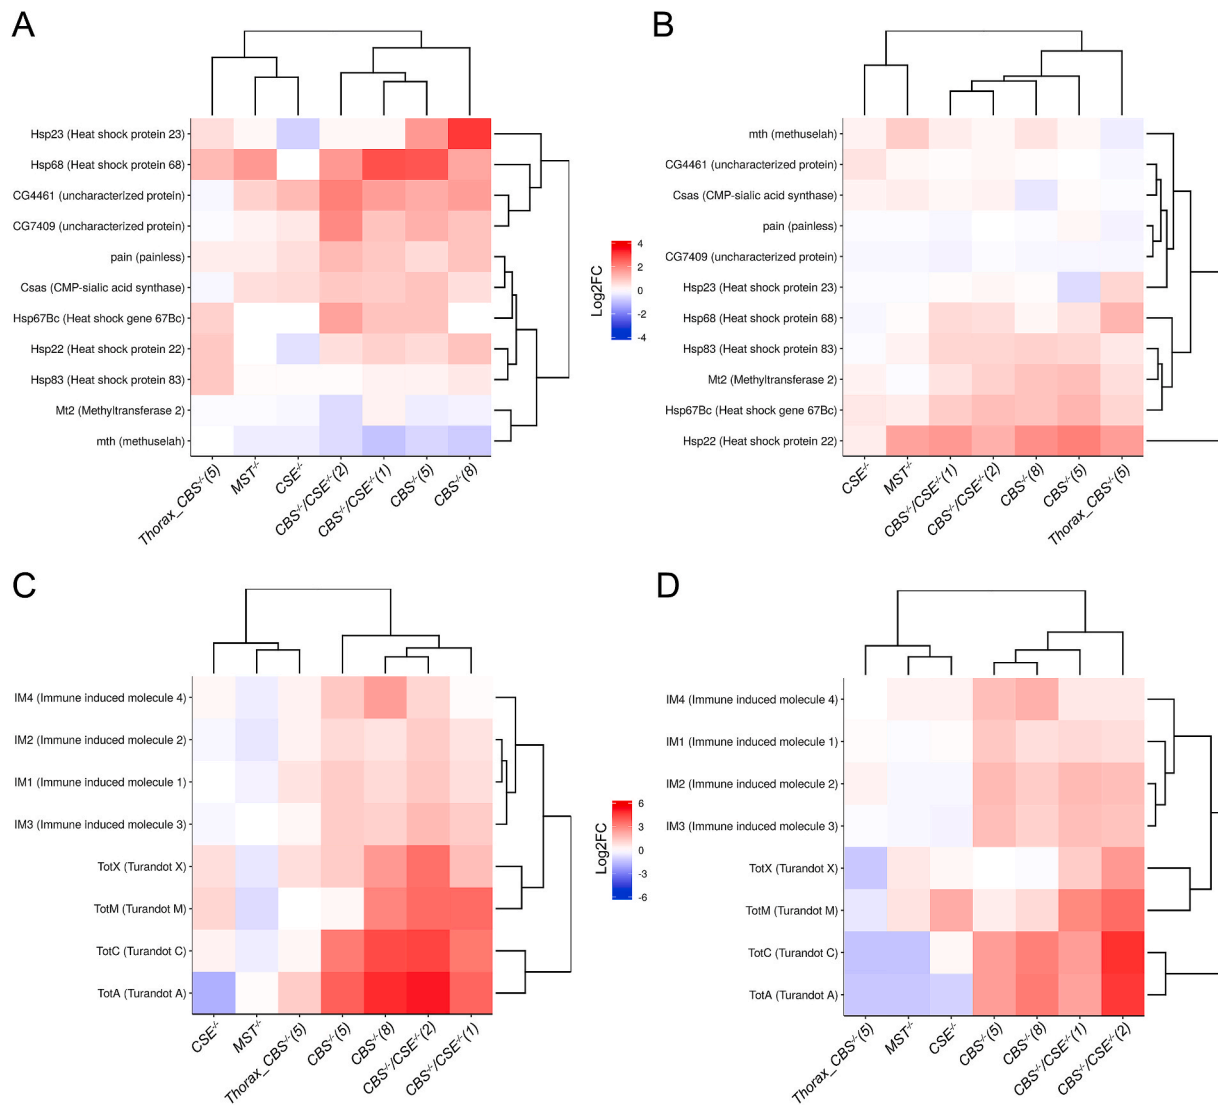 A
Hsp23 (Heat shock protein 23)
Hsp68 (Heat shock protein 68)
CG4461 (uncharacterized protein)
CG7409 (uncharacterized protein)
pain (painless)
Csas (CMP-sialic acid synthase)
Hsp67Bc (Heat shock gene 67Bc)
Hsp22 (Heat shock protein 22)
Hsp83 (Heat shock protein 83)
Mt2 (Methyltransferase 2)
mth (methuselah)
Thorax_CBS-/-(5)
MST-/-
CSE-/-
CBS-/-/CSE-/-(2)
CBS-/-/CSE-/-(1)
CBS-/-(5)
CBS-/-(8)
Log2FC
4
2
0
-2
-4
B
mth (methuselah)
CG4461 (uncharacterized protein)
Csas (CMP-sialic acid synthase)
pain (painless)
CG7409 (uncharacterized protein)
Hsp23 (Heat shock protein 23)
Hsp68 (Heat shock protein 68)
Hsp83 (Heat shock protein 83)
Mt2 (Methyltransferase 2)
Hsp67Bc (Heat shock gene 67Bc)
Hsp22 (Heat shock protein 22)
CSE-/-
MST-/-
CBS-/-/CSE-/-(1)
CBS-/-/CSE-/-(2)
CBS-/-(8)
CBS-/-(5)
Thorax_CBS-/-(5)
C
IM4 (Immune induced molecule 4)
IM2 (Immune induced molecule 2)
IM1 (Immune induced molecule 1)
IM3 (Immune induced molecule 3)
TotX (Turandot X)
TotM (Turandot M)
TotC (Turandot C)
TotA (Turandot A)
CSE-/-
MST-/-
Thorax_CBS-/-(5)
CBS-/-(5)
CBS-/-(8)
CBS-/-/CSE-/-(2)
CBS-/-/CSE-/-(1)
Log2FC
6
3
0
-3
-6
D
IM4 (Immune induced molecule 4)
IM1 (Immune induced molecule 1)
IM2 (Immune induced molecule 2)
IM3 (Immune induced molecule 3)
TotX (Turandot X)
TotM (Turandot M)
TotC (Turandot C)
TotA (Turandot A)
Thorax_CBS-/-(5)
MST-/-
CSE-/-
CBS-/-(5)
CBS-/-(8)
CBS-/-/CSE-/-(1)
CBS-/-/CSE-/-(2)